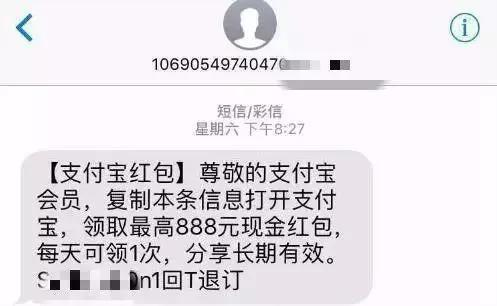 1069054974047
短信/彩信
星期六 下午8:27
【支付宝红包】尊敬的支付宝
会员，复制本条信息打开支付
宝，领取最高888元现金红包，
每天可领1次，分享长期有效。
n1回T退订